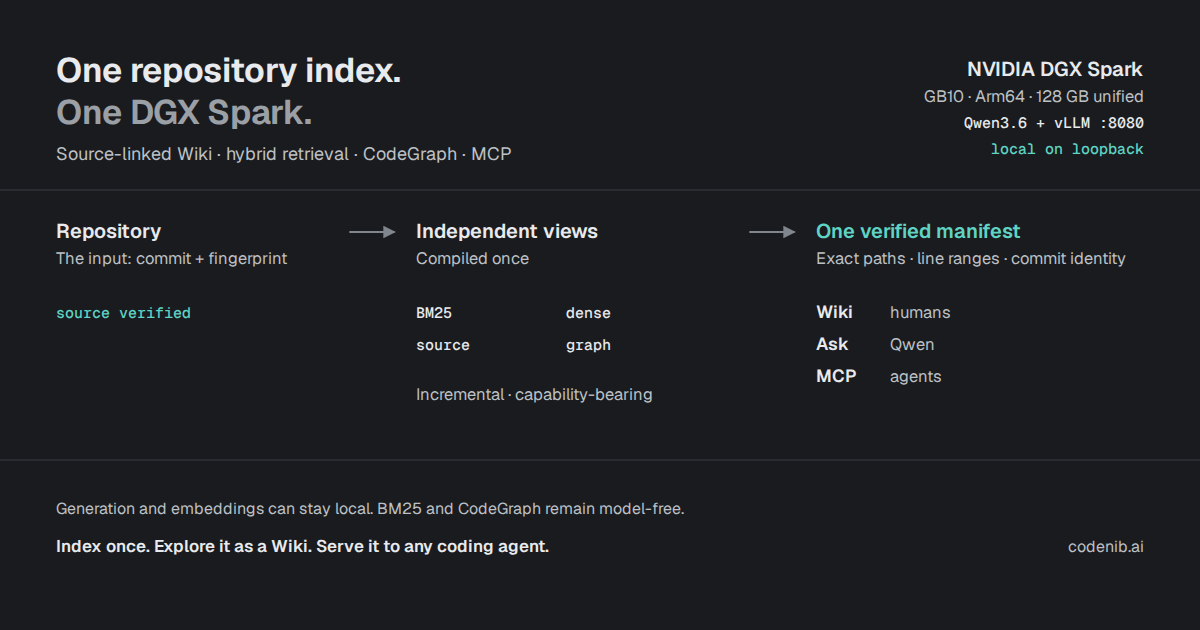 One repository index.
One DGX Spark.
Source-linked Wiki · hybrid retrieval · CodeGraph · MCP
NVIDIA DGX Spark
GB10 · Arm64 · 128 GB unified
Qwen3.6 + vLLM :8080
local on loopback
Repository
The input: commit + fingerprint
source verified
Independent views
Compiled once
BM25 dense
source graph
Incremental · capability-bearing
One verified manifest
Exact paths · line ranges · commit identity
Wiki humans
Ask Qwen
MCP agents
Generation and embeddings can stay local. BM25 and CodeGraph remain model-free.
Index once. Explore it as a Wiki. Serve it to any coding agent.
codenib.ai